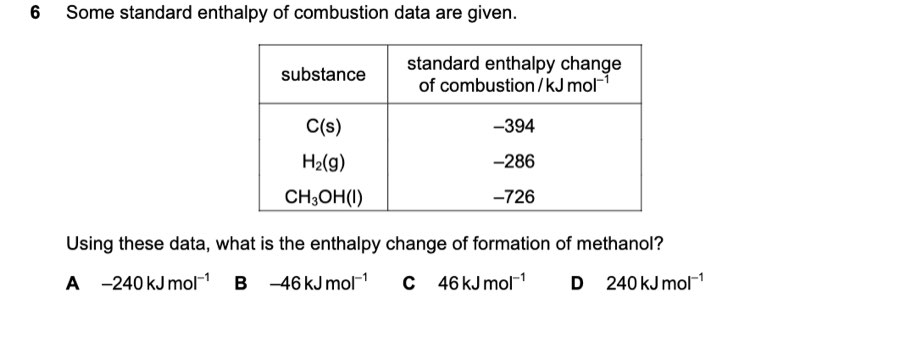 6 Some standard enthalpy of combustion data are given.
substance
standard enthalpy change
of combustion / kJ mol⁻¹
C(s) –394
H₂(g) –286
CH₃OH(l) –726
Using these data, what is the enthalpy change of formation of methanol?
A –240 kJ mol⁻¹ B –46 kJ mol⁻¹ C 46 kJ mol⁻¹ D 240 kJ mol⁻¹